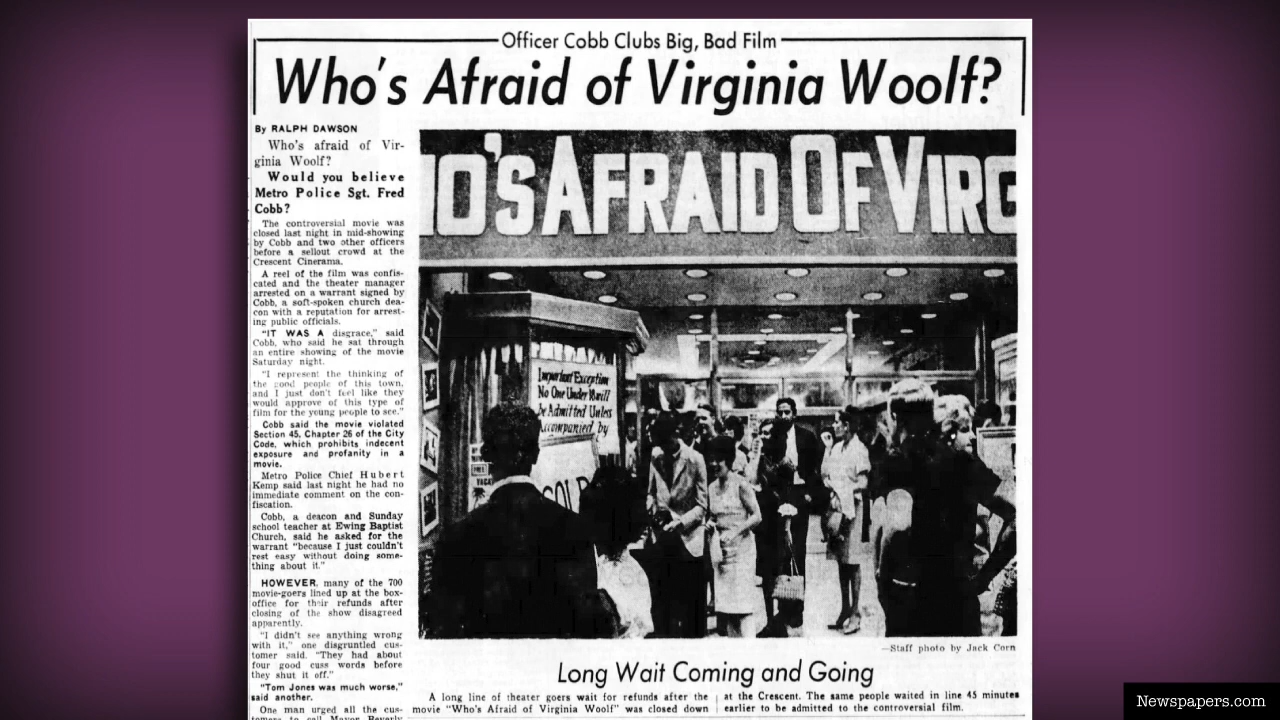 Officer Cobb Clubs Big, Bad Film
Who's Afraid of Virginia Woolf?
By RALPH DAWSON
Who's afraid of Vir-
ginia Woolf?
Would you believe
Metro Police Sgt. Fred
Cobb?
The controversial movie was
closed last night in mid-showing
by Cobb and two other officers
before a sellout crowd at the
Crescent Cinerama.
A reel of the film was confis-
cated and the theater manager
arrested on a warrant signed by
Cobb, a soft-spoken church dea-
con with a reputation for arrest-
ing public officials.
"IT WAS A disgrace," said
Cobb, who said he sat through
an entire showing of the movie
Saturday night.
"I represent the thinking of
the good people of this town,
and I just don't feel like they
would approve of this type of
film for the young people to see."
Cobb said the movie violated
Section 45, Chapter 26 of the City
Code, which prohibits indecent
exposure and profanity in a
movie.
Metro Police Chief Hubert
Kemp said last night he had no
immediate comment on the con-
fiscation.
Cobb, a deacon and Sunday
school teacher at Ewing Baptist
Church, said he asked for the
warrant "because I just couldn't
rest easy without doing some-
thing about it."
HOWEVER, many of the 700
movie-goers lined up at the box-
office for their refunds after
closing of the show disagreed
apparently.
"I didn't see anything wrong
with it," one disgruntled cus-
tomer said. "They had about
four good cuss words before
they shut it off."
"Tom Jones was much worse,"
said another.
One man urged all the cus-
tomers to call Mayor Beverly
HO'S AFRAID OF VIRG
Important Exception
No One Under 18 will
be Admitted Unless
Accompanied by
FREE
SOLD
—Staff photo by Jack Corn
Long Wait Coming and Going
A long line of theater goers wait for refunds after the
movie "Who's Afraid of Virginia Woolf" was closed down
at the Crescent. The same people waited in line 45 minutes
earlier to be admitted to the controversial film.
Newspapers.com